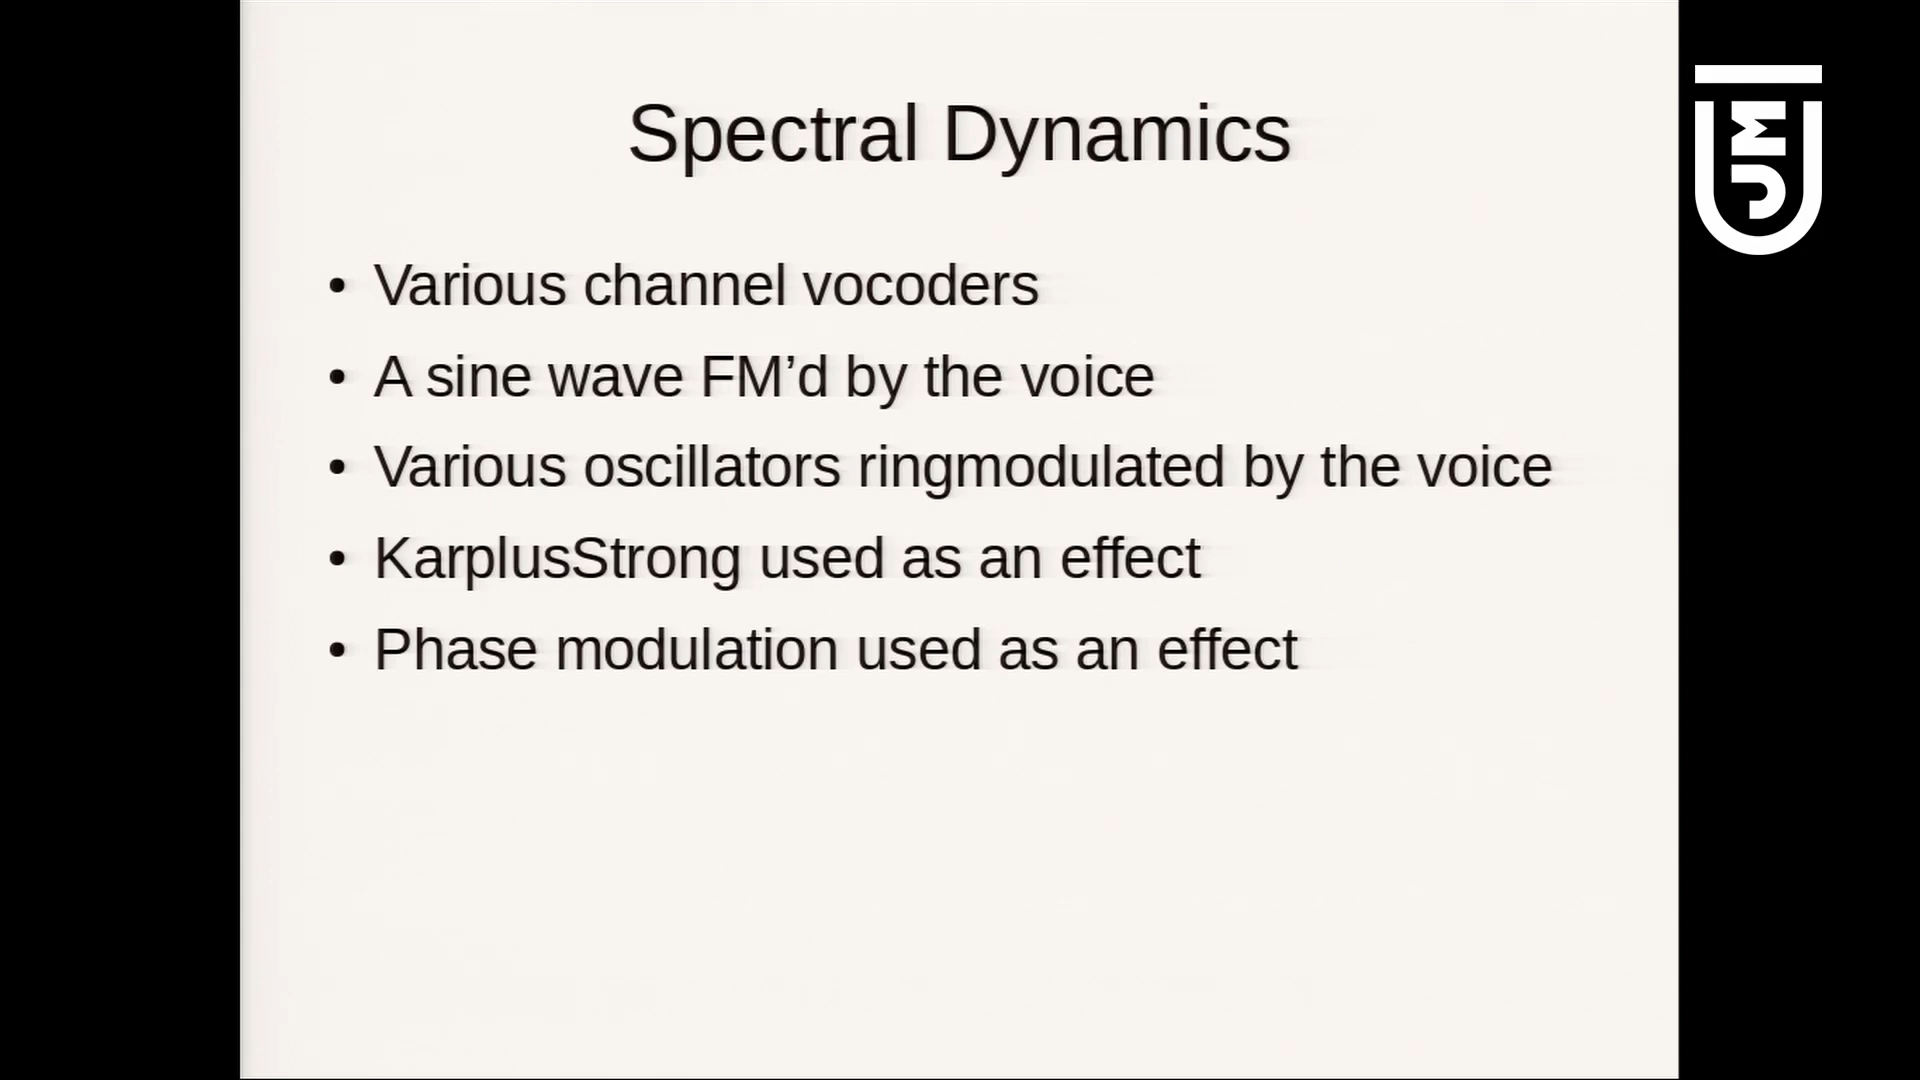 Spectral Dynamics
• Various channel vocoders
• A sine wave FM’d by the voice
• Various oscillators ringmodulated by the voice
• KarplusStrong used as an effect
• Phase modulation used as an effect
JM